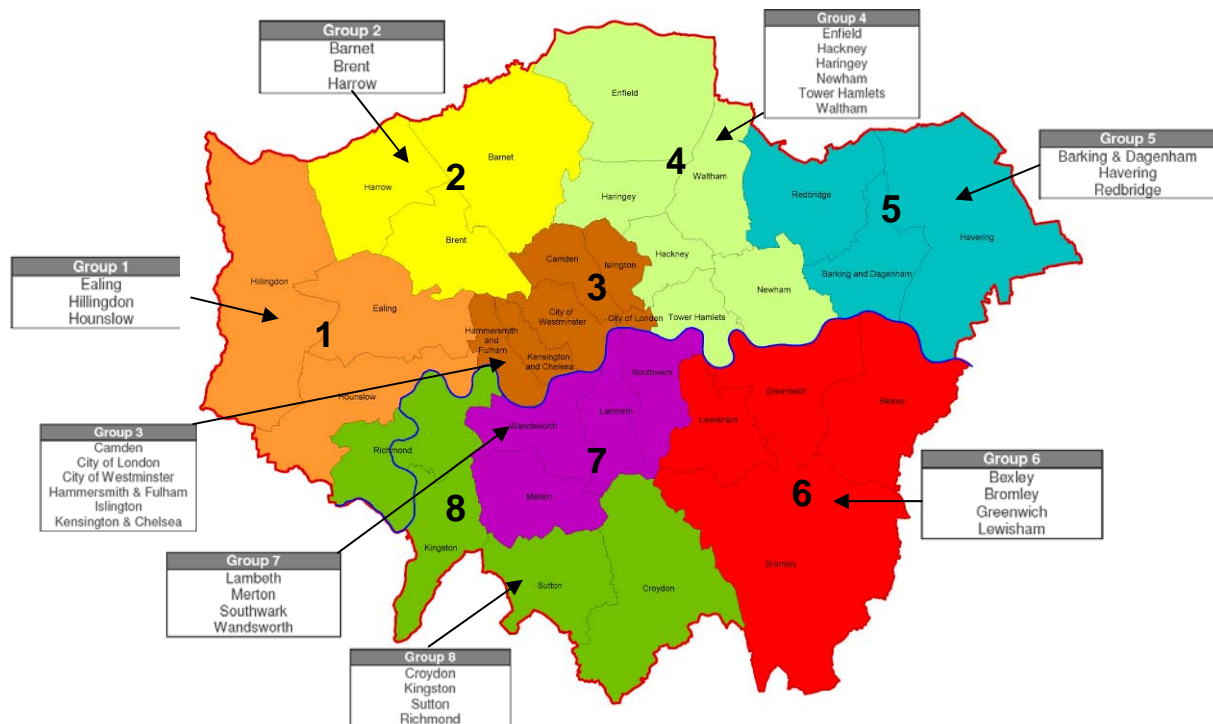 Group 2
Barnet
Brent
Harrow
Group 4
Enfield
Hackney
Haringey
Newham
Tower Hamlets
Waltham
Group 5
Barking & Dagenham
Havering
Redbridge
Group 1
Ealing
Hillingdon
Hounslow
Group 3
Camden
City of London
City of Westminster
Hammersmith & Fulham
Islington
Kensington & Chelsea
Group 6
Bexley
Bromley
Greenwich
Lewisham
Group 7
Lambeth
Merton
Southwark
Wandsworth
Group 8
Croydon
Kingston
Sutton
Richmond
Enfield
Barnet
2
4
Harrow
Waltham
Redbridge
Haringey
5
Brent
Havering
Hackney
Camden
Islington
Hillingdon
3
Barking and Dagenham
Ealing
Newham
City of
Westminster
City of London
Tower Hamlets
1
Hammersmith
and
Fulham
Kensington
and Chelsea
Southwark
Hounslow
Greenwich
Bexley
Lambeth
Lewisham
Wandsworth
Richmond
7
6
Merton
8
Kingston
Bromley
Sutton
Croydon